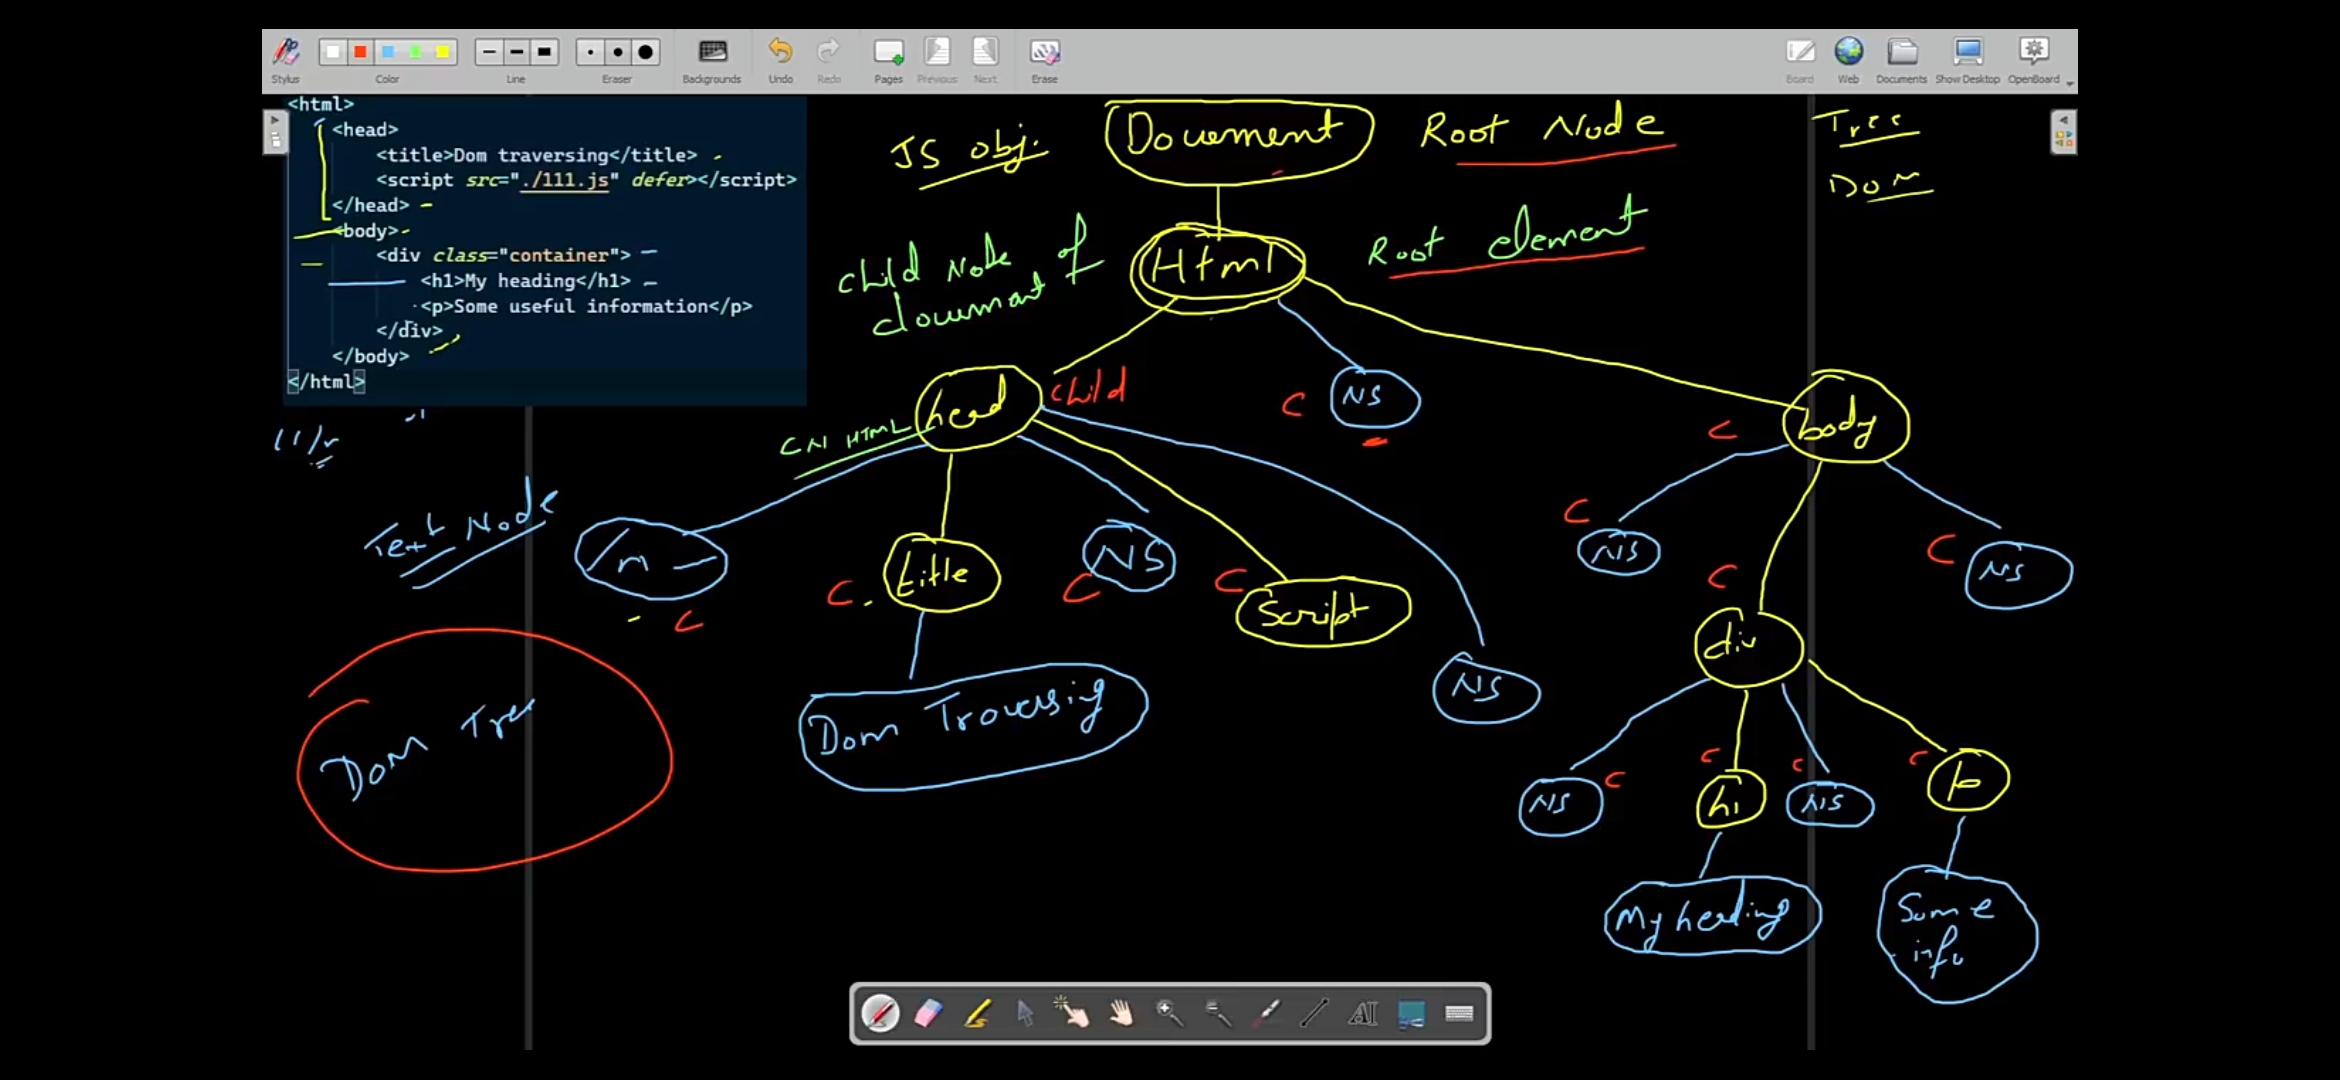 Stylus
Color
Line
Eraser
Backgrounds
Undo
Redo
Pages
Previous
Next
Erase
Board
Web
Documents
Show Desktop
OpenBoard
<html>
<head>
<title>Dom traversing</title>
<script src="./111.js" defer></script>
</head>
<body>
<div class="container">
<h1>My heading</h1>
<p>Some useful information</p>
</div>
</body>
</html>
JS obj.
Document
Root Node
Tree
DOM
Child Node of
document
Html
Root element
head
child
C
NS
C
body
CN HTML
Text Node
/n -
C
title
C
NS
C
script
C
NS
C
NS
C
NS
C
div
Dom Tree
Dom Traversing
NS
C
C
h1
C
NS
C
p
My heading
Some
info
AI